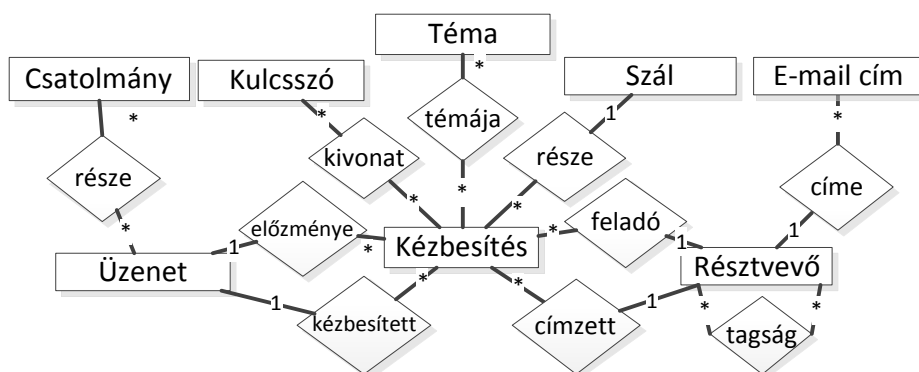 Téma
*
Csatolmány
Kulcsszó
Szál
E-mail cím
*
*
témája
1
*
kivonat
része
része
címe
*
*
*
*
*
előzménye
feladó
1
1
*
Kézbesítés
*
1
Üzenet
Résztvevő
*
*
1
kézbesített
címzett
1
*
*
tagság